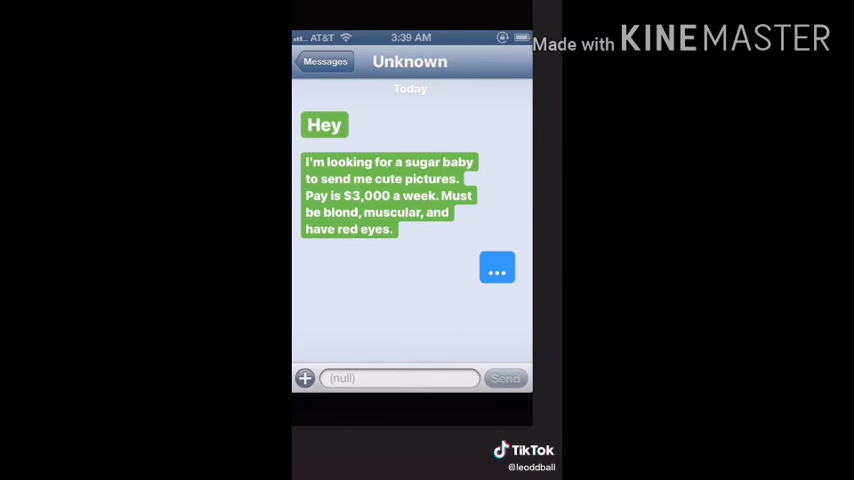 AT&T 3:39 AM
Made with KINEMASTER
Messages Unknown
Today
Hey
I'm looking for a sugar baby
to send me cute pictures.
Pay is $3,000 a week. Must
be blond, muscular, and
have red eyes.
...
(null) Send
TikTok
@leoddball